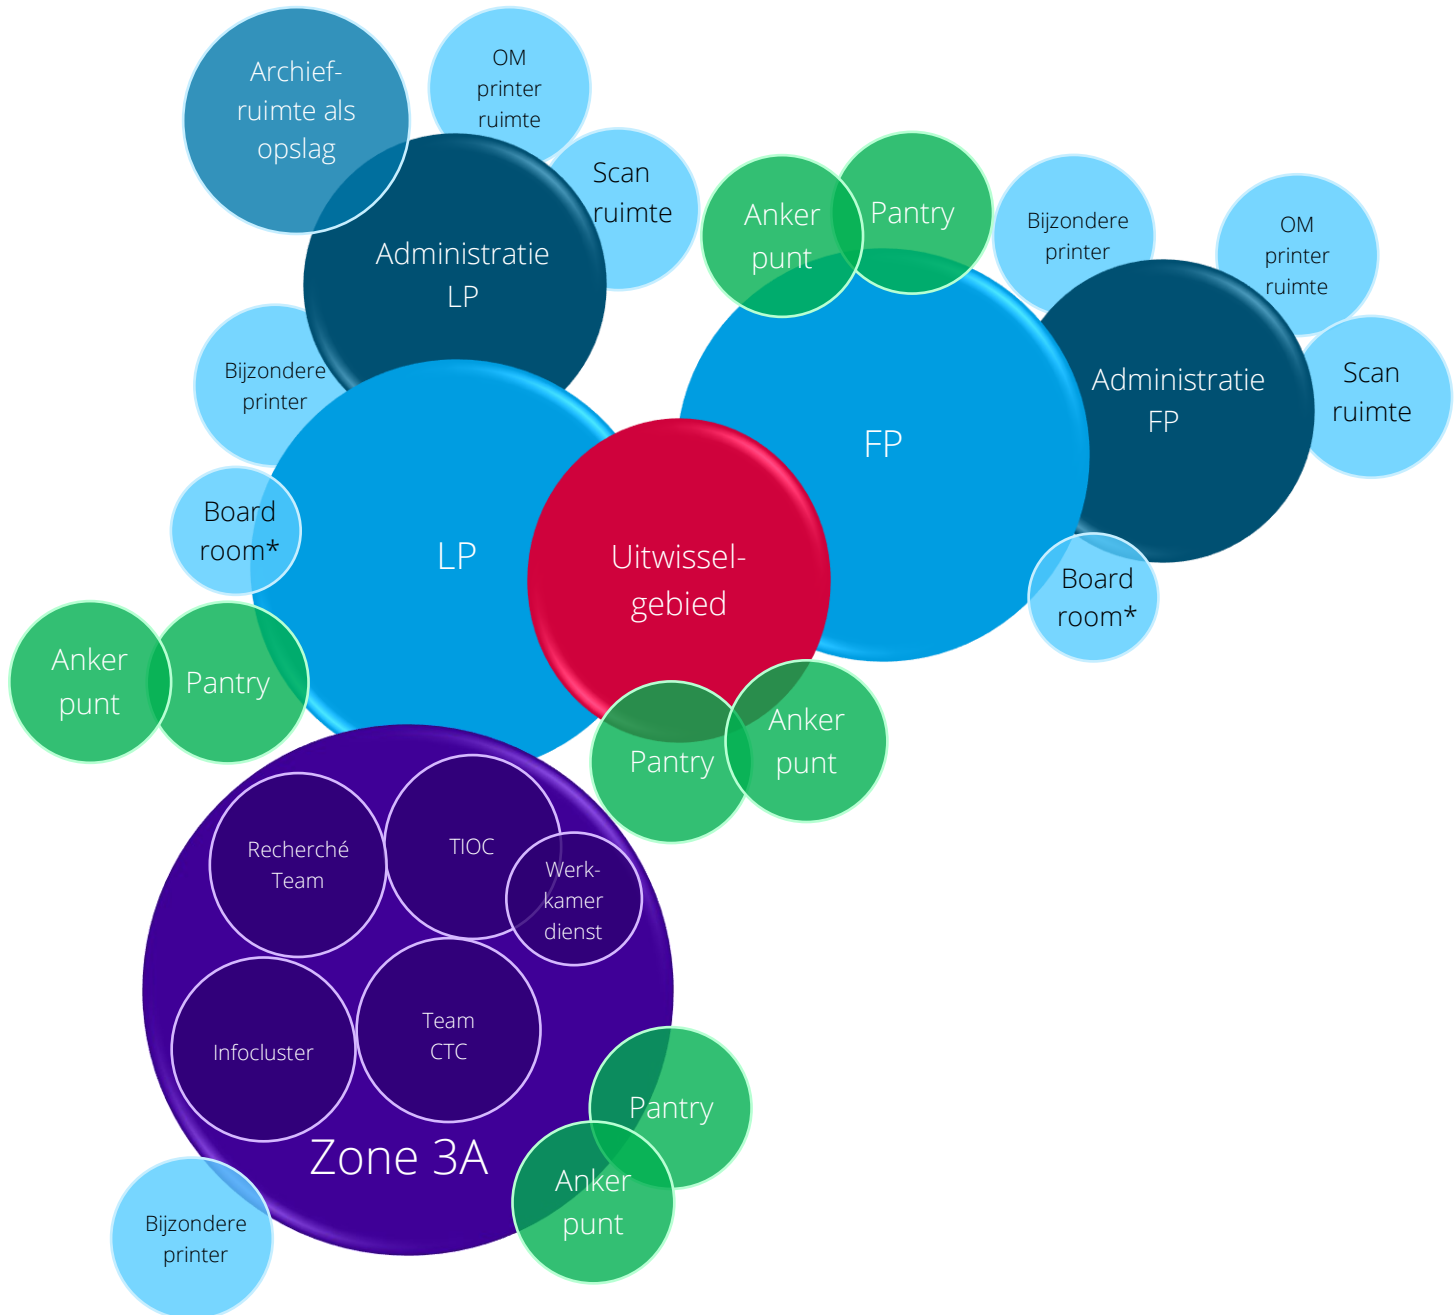 Archief-
ruimte als
opslag
OM
printer
ruimte
Scan
ruimte
Administratie
LP
Anker
punt
Pantry
Bijzondere
printer
OM
printer
ruimte
Administratie
FP
Scan
ruimte
Bijzondere
printer
FP
Board
room*
LP
Uitwissel-
gebied
Board
room*
Anker
punt
Pantry
Pantry
Anker
punt
Recherché
Team
TIOC
Werk-
kamer
dienst
Infocluster
Team
CTC
Zone 3A
Pantry
Anker
punt
Bijzondere
printer